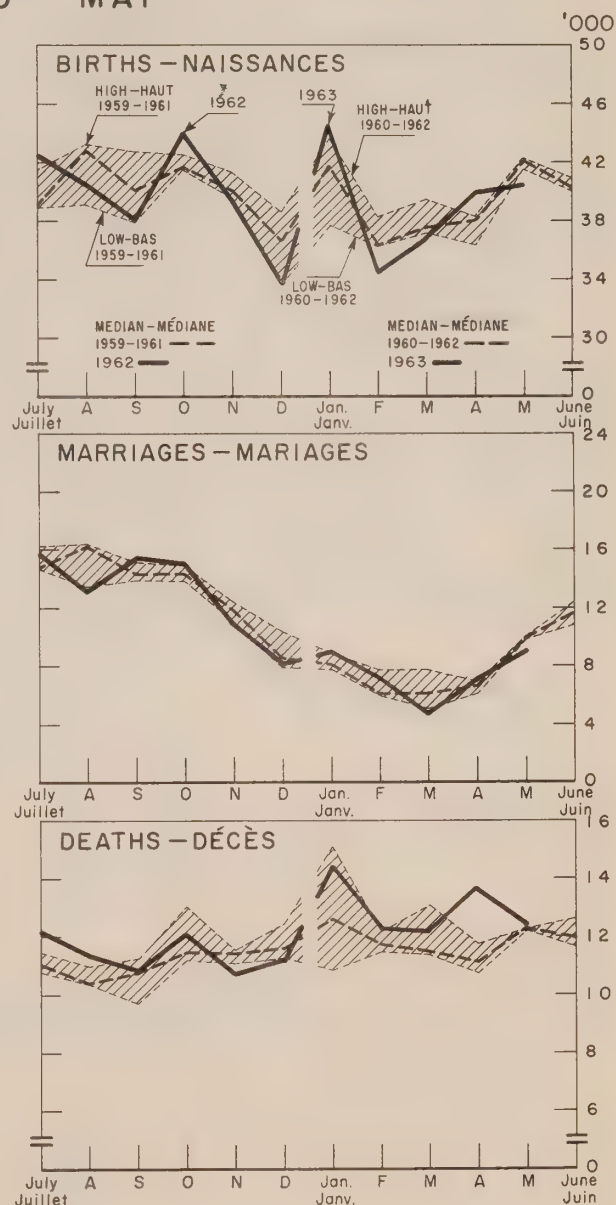 MAY
'000
BIRTHS – NAISSANCES
HIGH–HAUT
1959–1961
1962
1963
HIGH–HAUT
1960–1962
LOW–BAS
1959–1961
LOW–BAS
1960–1962
MEDIAN–MÉDIANE
1959–1961
1962
MEDIAN–MÉDIANE
1960–1962
1963
50
46
42
38
34
30
0
July A S O N D Jan. F M A M June
Juillet Janv. Juin
MARRIAGES – MARIAGES
24
20
16
12
8
4
0
July A S O N D Jan. F M A M June
Juillet Janv. Juin
DEATHS – DÉCÈS
16
14
12
10
8
6
0
July A S O N D Jan. F M A M June
Juillet Janv. Juin